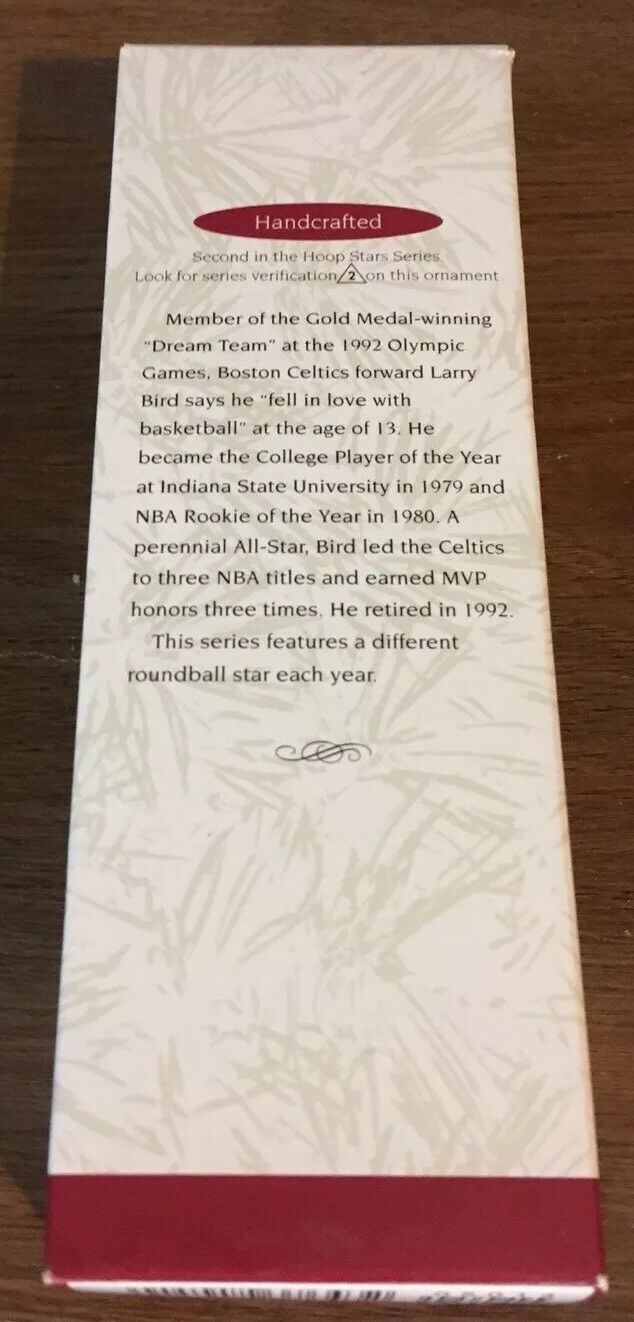 Handcrafted
Second in the Hoop Stars Series
Look for series verification 2 on this ornament
Member of the Gold Medal-winning
"Dream Team" at the 1992 Olympic
Games, Boston Celtics forward Larry
Bird says he "fell in love with
basketball" at the age of 13. He
became the College Player of the Year
at Indiana State University in 1979 and
NBA Rookie of the Year in 1980. A
perennial All-Star, Bird led the Celtics
to three NBA titles and earned MVP
honors three times. He retired in 1992.
This series features a different
roundball star each year.